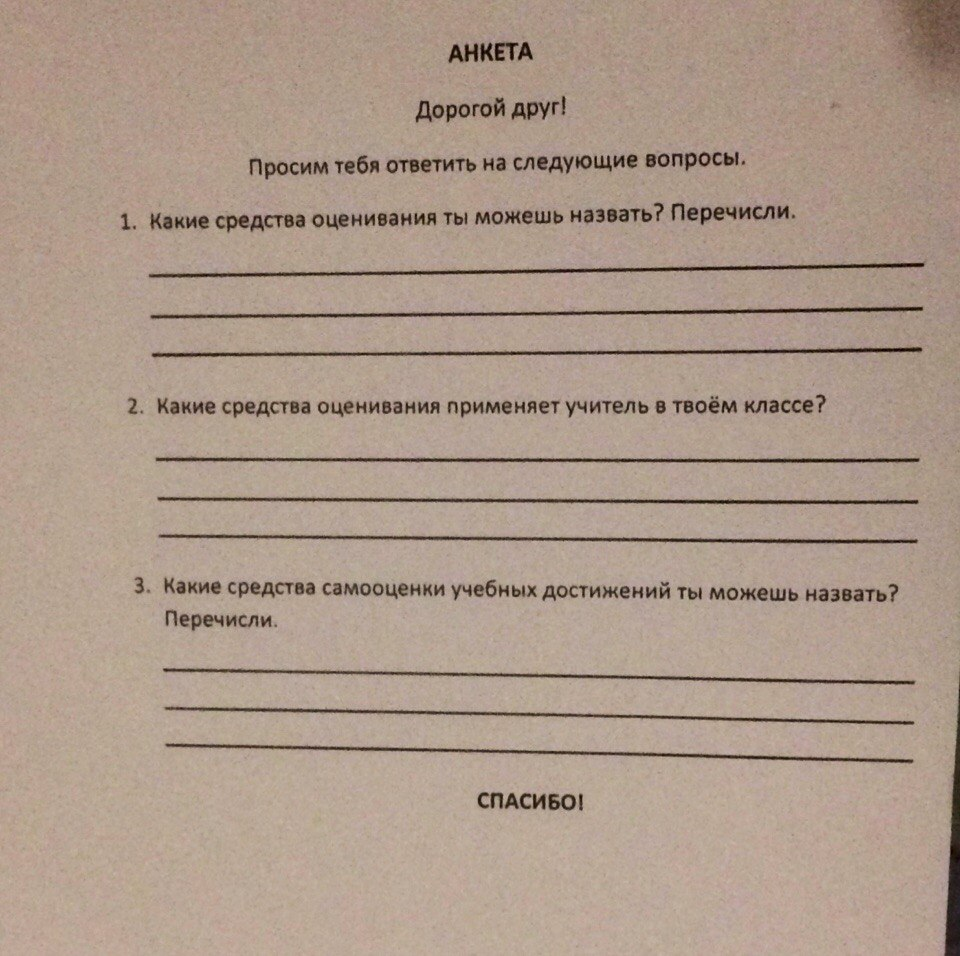 АНКЕТА
Дорогой друг!
Просим тебя ответить на следующие вопросы.
1. Какие средства оценивания ты можешь назвать? Перечисли.
2. Какие средства оценивания применяет учитель в твоём классе?
3. Какие средства самооценки учебных достижений ты можешь назвать?
Перечисли.
СПАСИБО!